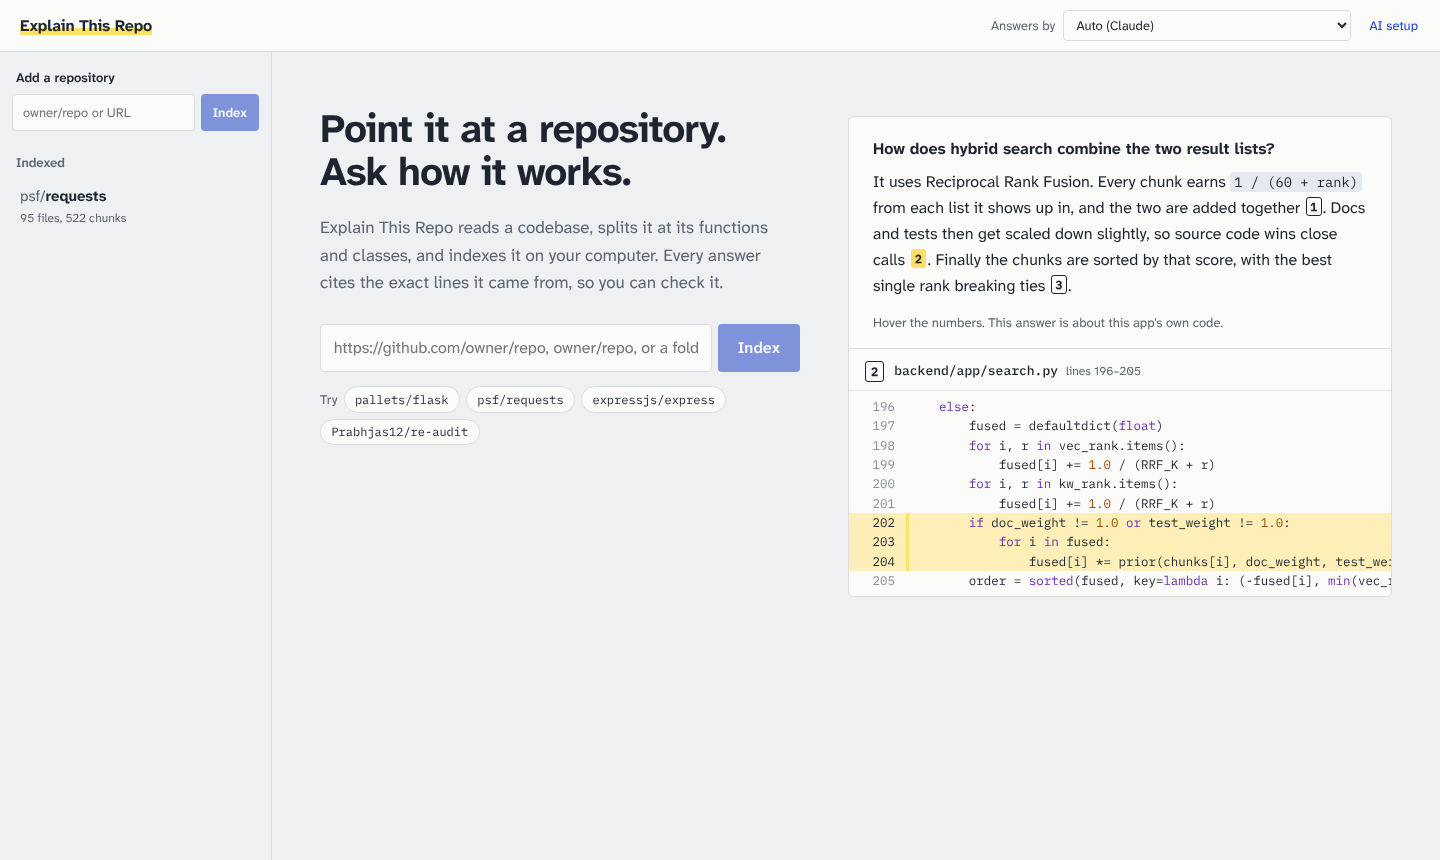 Explain This Repo
Answers by
Auto (Claude)
AI setup
Add a repository
owner/repo or URL
Index
Indexed
psf/requests
95 files, 522 chunks
Point it at a repository.
Ask how it works.
Explain This Repo reads a codebase, splits it at its functions
and classes, and indexes it on your computer. Every answer
cites the exact lines it came from, so you can check it.
https://github.com/owner/repo, owner/repo, or a fold
Index
Try pallets/flask psf/requests expressjs/express
Prabhjas12/re-audit
How does hybrid search combine the two result lists?
It uses Reciprocal Rank Fusion. Every chunk earns 1 / (60 + rank)
from each list it shows up in, and the two are added together 1. Docs
and tests then get scaled down slightly, so source code wins close
calls 2. Finally the chunks are sorted by that score, with the best
single rank breaking ties 3.
Hover the numbers. This answer is about this app's own code.
2 backend/app/search.py lines 196–205
196 else:
197 fused = defaultdict(float)
198 for i, r in vec_rank.items():
199 fused[i] += 1.0 / (RRF_K + r)
200 for i, r in kw_rank.items():
201 fused[i] += 1.0 / (RRF_K + r)
202 if doc_weight != 1.0 or test_weight != 1.0:
203 for i in fused:
204 fused[i] *= prior(chunks[i], doc_weight, test_wei
205 order = sorted(fused, key=lambda i: (-fused[i], min(vec_r